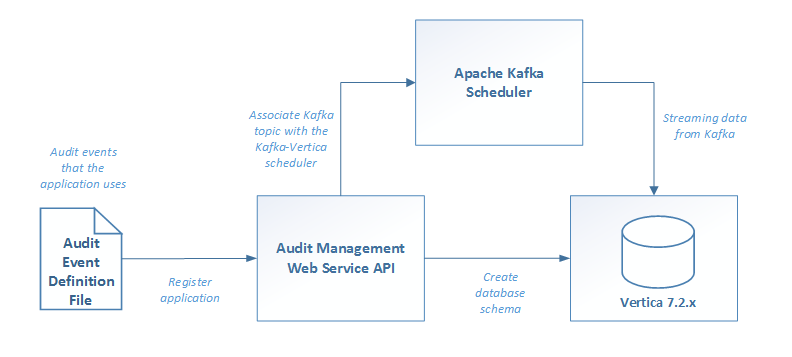 Apache Kafka
Scheduler
Associate Kafka
topic with the
Kafka-Vertica
scheduler
Streaming data
from Kafka
Audit events
that the
application uses
Audit
Event
Definition
File
Register
application
Audit Management
Web Service API
Create
database
schema
Vertica 7.2.x